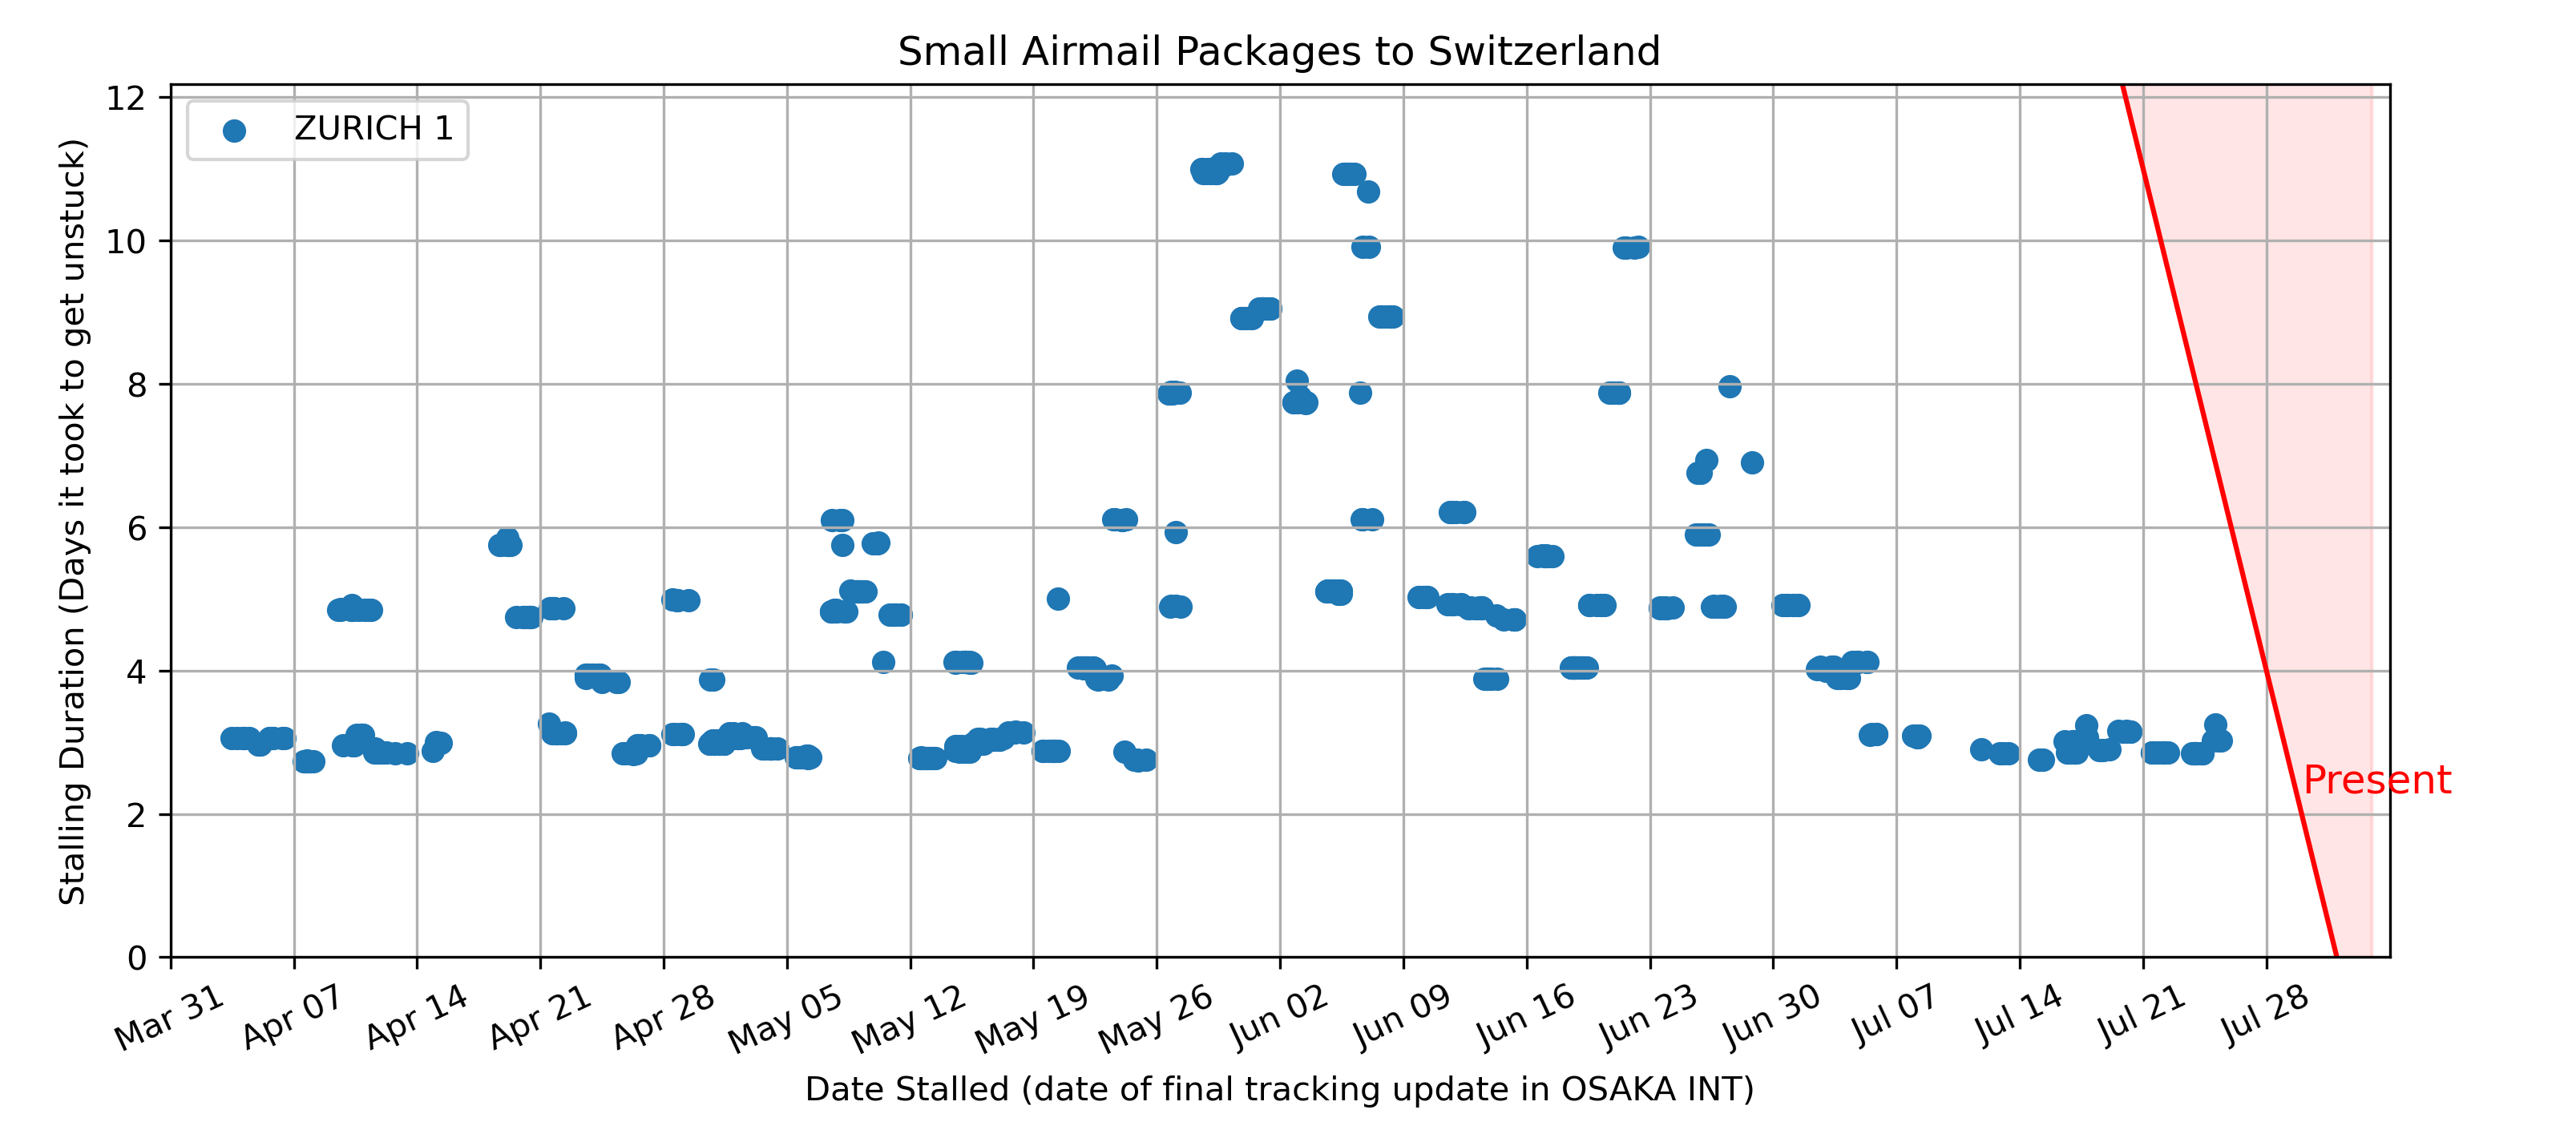 Small Airmail Packages to Switzerland
ZURICH 1
Stalling Duration (Days it took to get unstuck)
12
10
8
6
4
2
0
Present
Mar 31 Apr 07 Apr 14 Apr 21 Apr 28 May 05 May 12 May 19 May 26 Jun 02 Jun 09 Jun 16 Jun 23 Jun 30 Jul 07 Jul 14 Jul 21 Jul 28
Date Stalled (date of final tracking update in OSAKA INT)